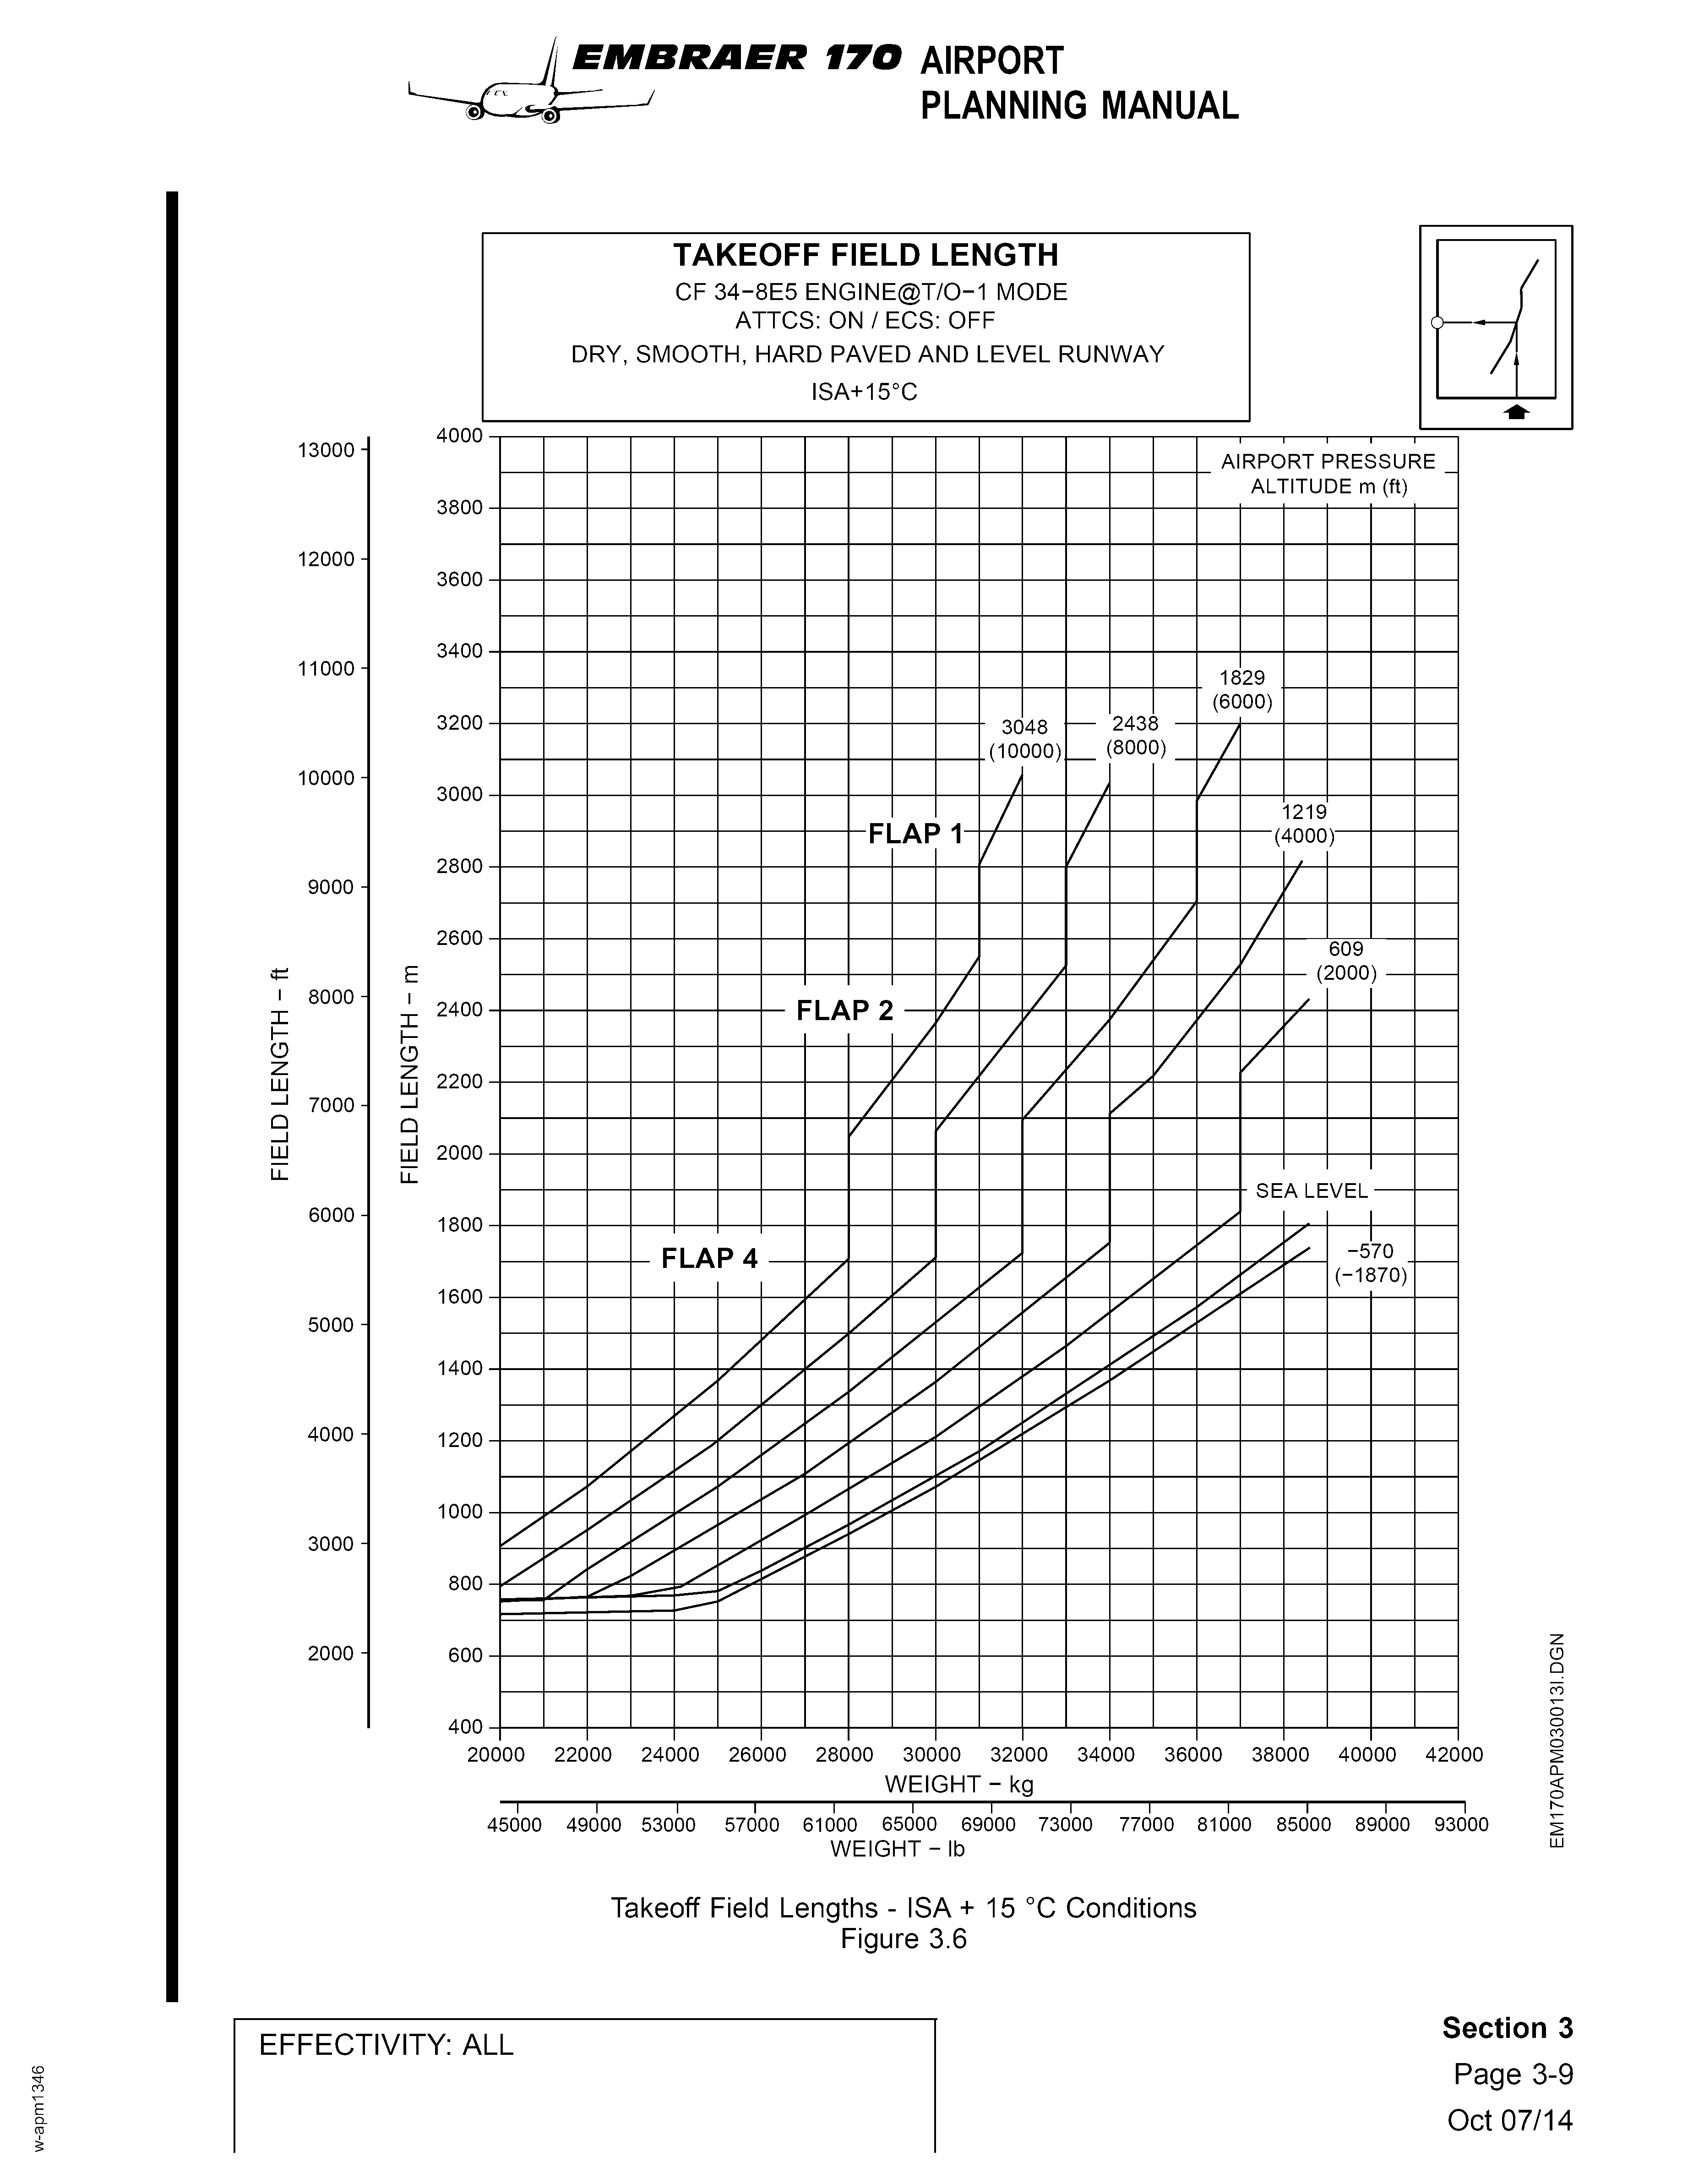 EMBRAER 170 AIRPORT
PLANNING MANUAL
TAKEOFF FIELD LENGTH
CF 34−8E5 ENGINE@T/O−1 MODE
ATTCS: ON / ECS: OFF
DRY, SMOOTH, HARD PAVED AND LEVEL RUNWAY
ISA+15°C
13000
12000
11000
10000
9000
8000
7000
6000
5000
4000
3000
2000
FIELD LENGTH − ft
4000
3800
3600
3400
3200
3000
2800
2600
2400
2200
2000
1800
1600
1400
1200
1000
800
600
400
FIELD LENGTH − m
AIRPORT PRESSURE
ALTITUDE m (ft)
1829
(6000)
3048
(10000)
2438
(8000)
1219
(4000)
FLAP 1
609
(2000)
FLAP 2
SEA LEVEL
FLAP 4
−570
(−1870)
20000 22000 24000 26000 28000 30000 32000 34000 36000 38000 40000 42000
WEIGHT − kg
45000 49000 53000 57000 61000 65000 69000 73000 77000 81000 85000 89000 93000
WEIGHT − lb
EM170APM030013I.DGN
Takeoff Field Lengths - ISA + 15 °C Conditions
Figure 3.6
EFFECTIVITY: ALL
Section 3
Page 3-9
Oct 07/14
w-apm1346